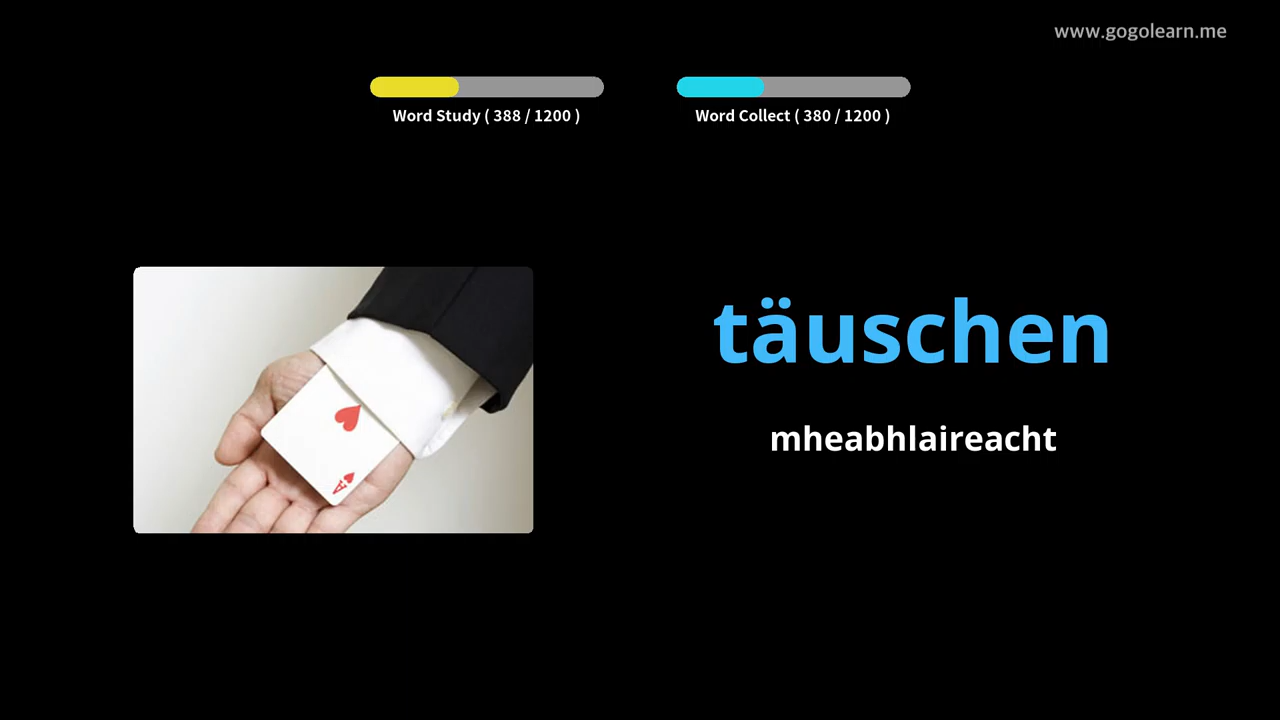 www.gogolearn.me
Word Study ( 388 / 1200 )
Word Collect ( 380 / 1200 )
täuschen
mheabhlaireacht
A